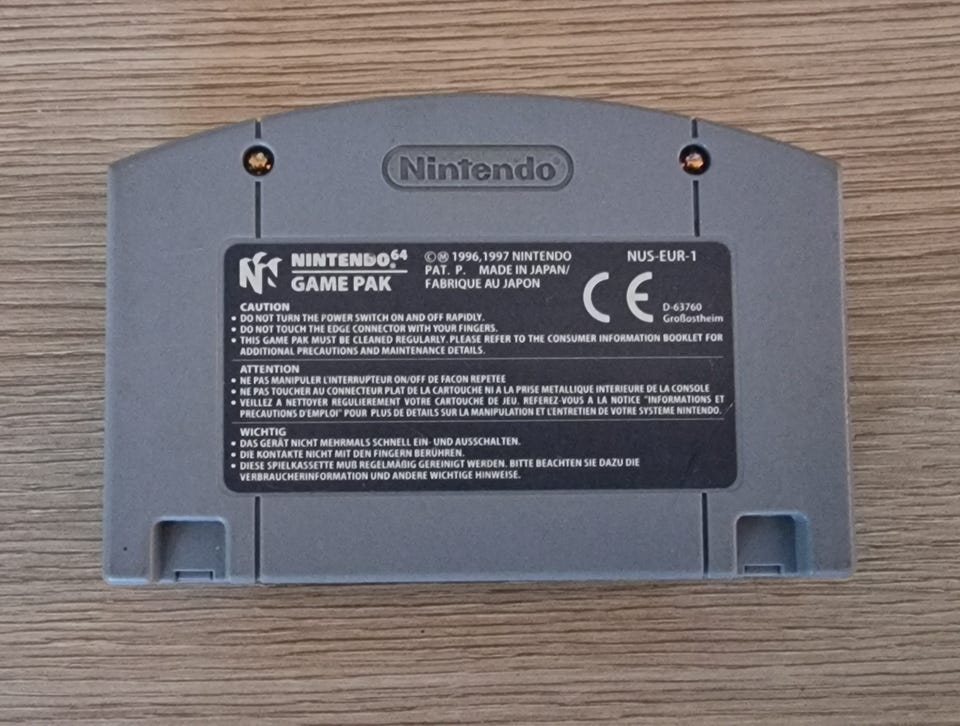 Nintendo®
NINTENDO®64
GAME PAK
©Ⓜ 1996,1997 NINTENDO
PAT. P. MADE IN JAPAN/
FABRIQUE AU JAPON
NUS-EUR-1
CE
D-63760
Großostheim
CAUTION
• DO NOT TURN THE POWER SWITCH ON AND OFF RAPIDLY.
• DO NOT TOUCH THE EDGE CONNECTOR WITH YOUR FINGERS.
• THIS GAME PAK MUST BE CLEANED REGULARLY. PLEASE REFER TO THE CONSUMER INFORMATION BOOKLET FOR
ADDITIONAL PRECAUTIONS AND MAINTENANCE DETAILS.
ATTENTION
• NE PAS MANIPULER L'INTERRUPTEUR ON/OFF DE FACON REPETEE
• NE PAS TOUCHER AU CONNECTEUR PLAT DE LA CARTOUCHE NI A LA PRISE METALLIQUE INTERIEURE DE LA CONSOLE
• VEILLEZ A NETTOYER REGULIEREMENT VOTRE CARTOUCHE DE JEU. REFEREZ-VOUS A LA NOTICE "INFORMATIONS ET
PRECAUTIONS D'EMPLOI" POUR PLUS DE DETAILS SUR LA MANIPULATION ET L'ENTRETIEN DE VOTRE SYSTEME NINTENDO.
WICHTIG
• DAS GERÄT NICHT MEHRMALS SCHNELL EIN- UND AUSSCHALTEN.
• DIE KONTAKTE NICHT MIT DEN FINGERN BERÜHREN.
• DIESE SPIELKASSETTE MUß REGELMÄßIG GEREINIGT WERDEN. BITTE BEACHTEN SIE DAZU DIE
VERBRAUCHERINFORMATION UND ANDERE WICHTIGE HINWEISE.